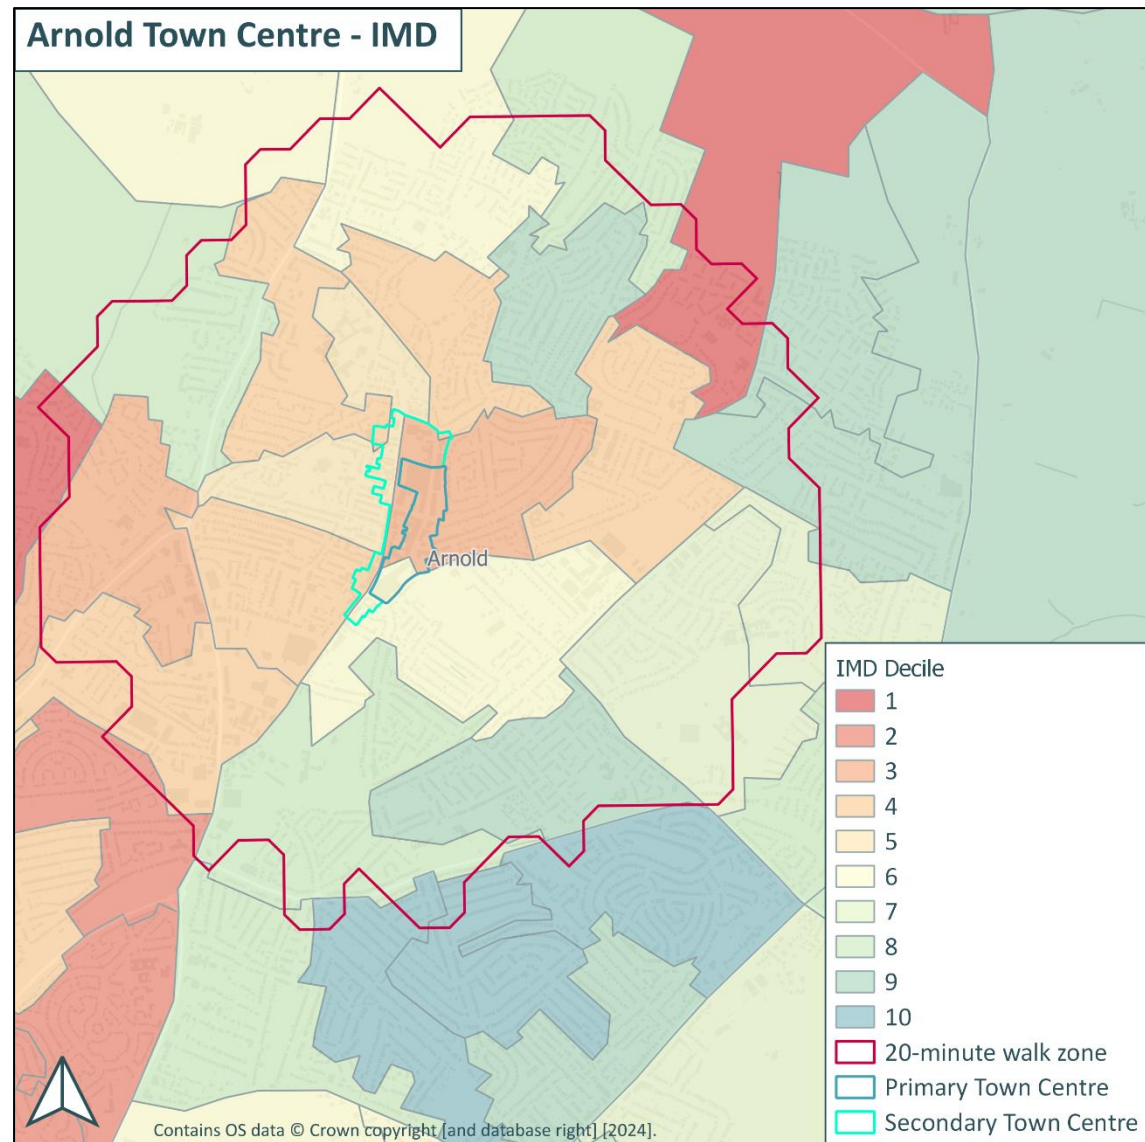 Arnold Town Centre - IMD
Arnold
IMD Decile
1
2
3
4
5
6
7
8
9
10
20-minute walk zone
Primary Town Centre
Secondary Town Centre
Contains OS data © Crown copyright [and database right] [2024].